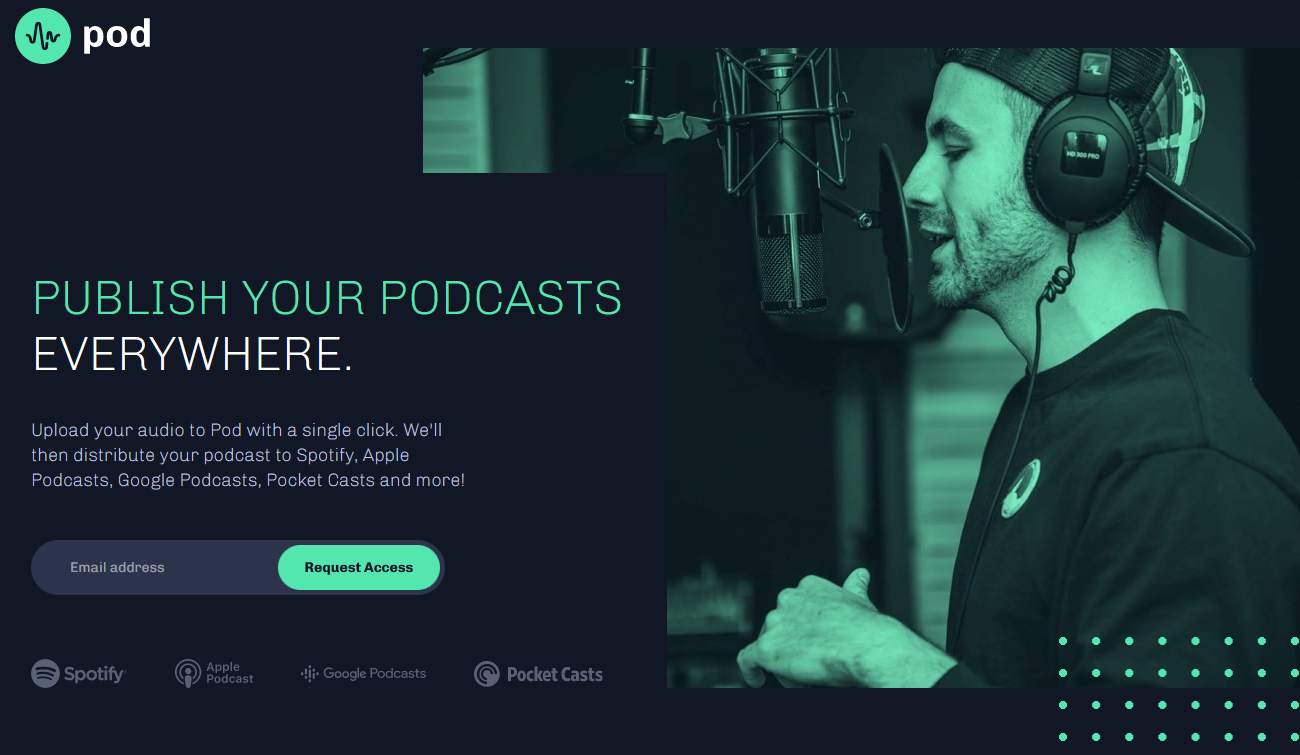 pod
HD 300 PRO
PUBLISH YOUR PODCASTS
EVERYWHERE.
Upload your audio to Pod with a single click. We'll
then distribute your podcast to Spotify, Apple
Podcasts, Google Podcasts, Pocket Casts and more!
Email address
Request Access
Spotify
Apple
Podcast
Google Podcasts
Pocket Casts